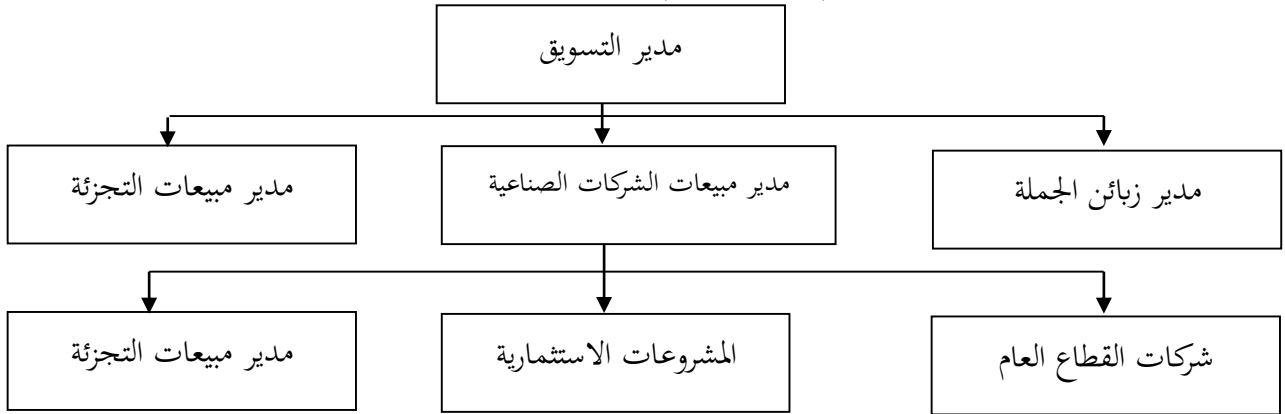 مدير التسويق
مدير زبائن الجملة
مدير مبيعات الشركات الصناعية
مدير مبيعات التجزئة
شركات القطاع العام
المشروعات الاستثمارية
مدير مبيعات التجزئة